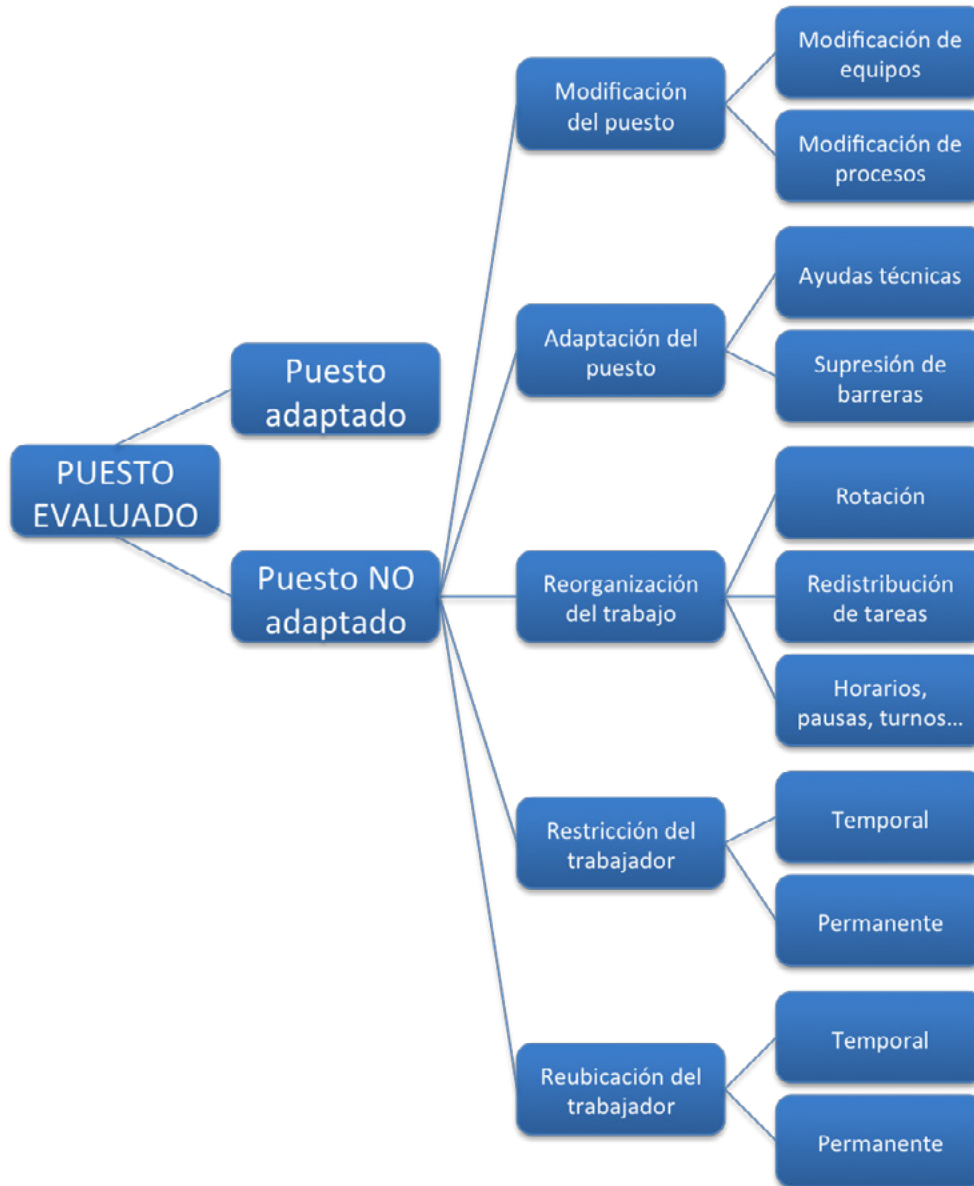 PUESTO
EVALUADO
Puesto
adaptado
Puesto NO
adaptado
Modificación
del puesto
Modificación de
equipos
Modificación de
procesos
Adaptación del
puesto
Ayudas técnicas
Supresión de
barreras
Reorganización
del trabajo
Rotación
Redistribución
de tareas
Horarios,
pausas, turnos...
Restricción del
trabajador
Temporal
Permanente
Reubicación del
trabajador
Temporal
Permanente